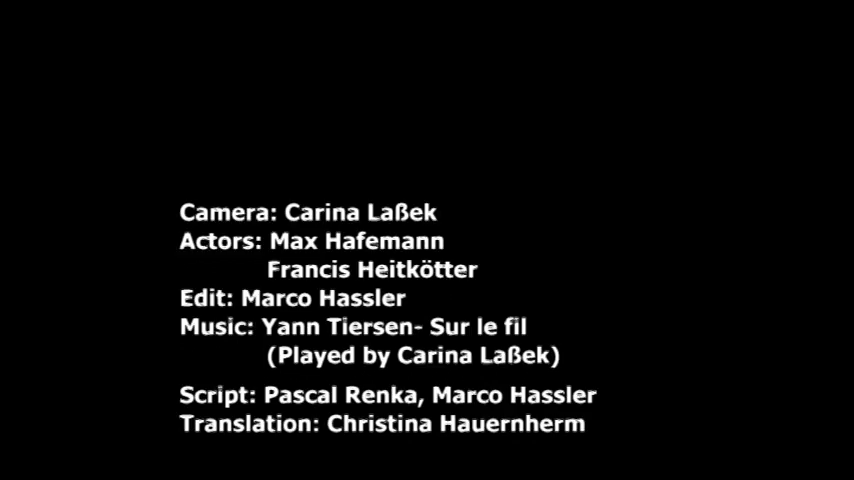 Camera: Carina Laßek
Actors: Max Hafemann
Francis Heitkötter
Edit: Marco Hassler
Music: Yann Tiersen- Sur le fil
(Played by Carina Laßek)
Script: Pascal Renka, Marco Hassler
Translation: Christina Hauernherm